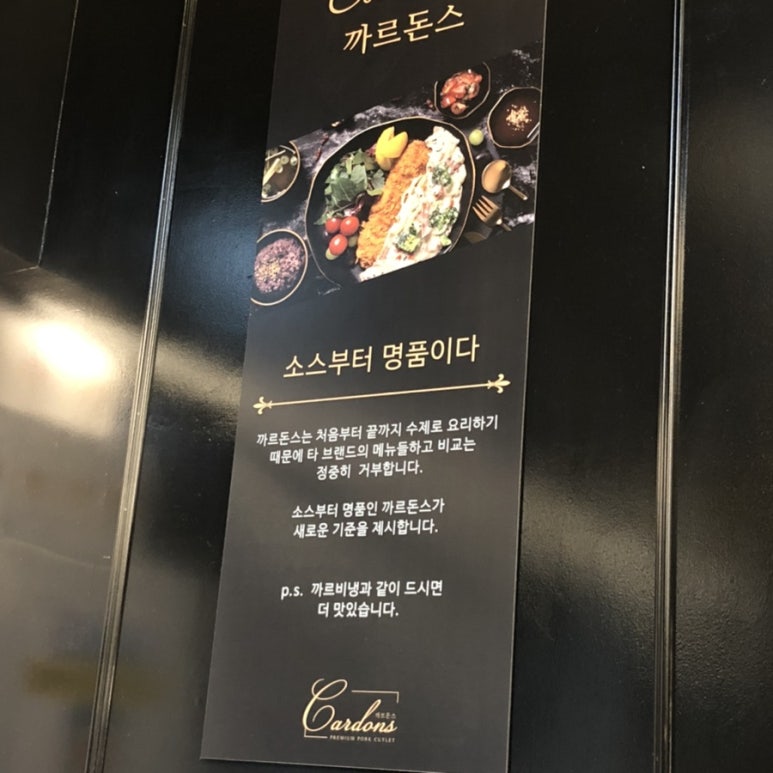 까르돈스
소스부터 명품이다
까르돈스는 처음부터 끝까지 수제로 요리하기
때문에 타 브랜드의 메뉴들하고 비교는
정중히 거부합니다.
소스부터 명품인 까르돈스가
새로운 기준을 제시합니다.
p.s. 까르비냉과 같이 드시면
더 맛있습니다.
까르돈스
Cardons
PREMIUM PORK CUTLET